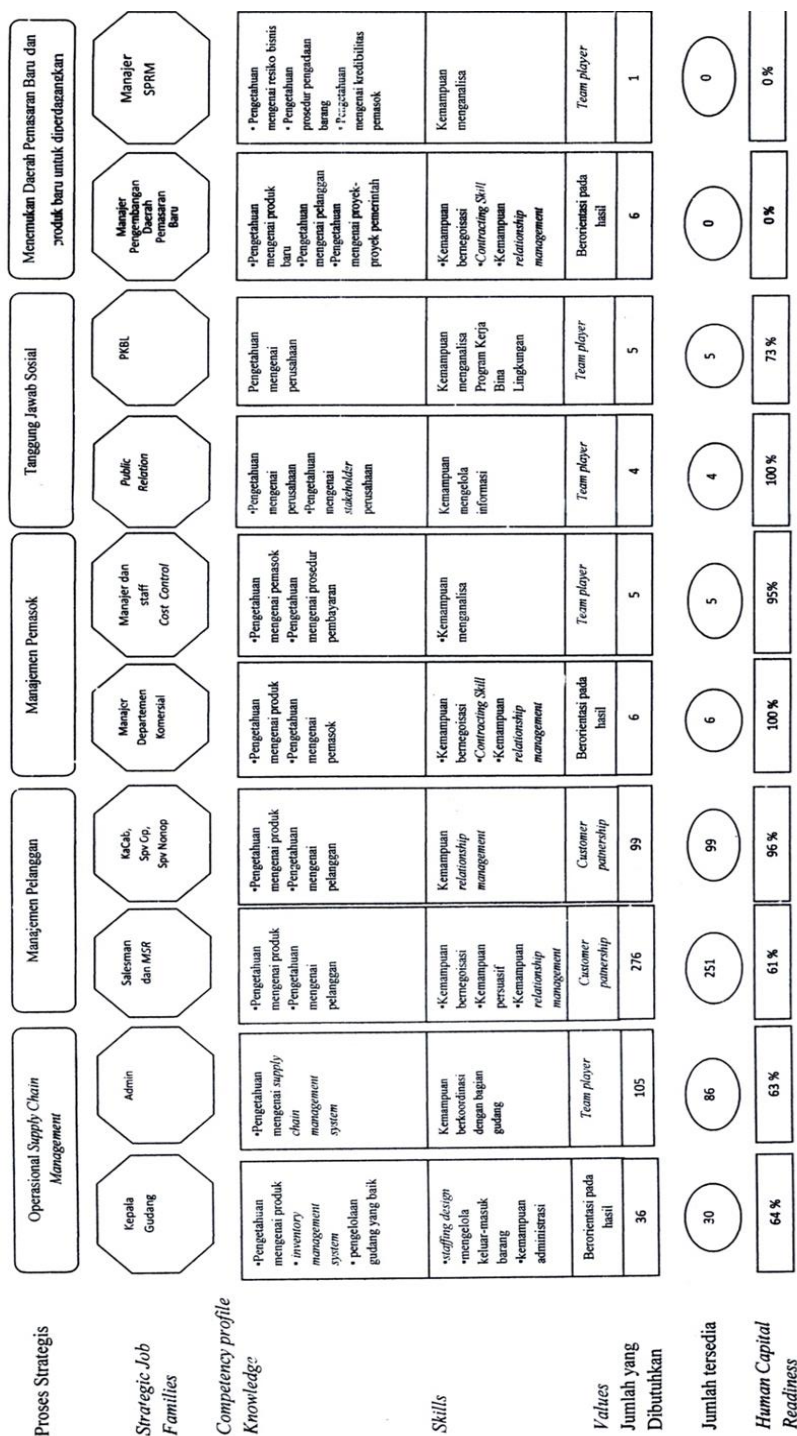 Proses Strategis
Operasional Supply Chain
Management
Manajemen Pelanggan
Manajemen Pemasok
Tanggung Jawab Sosial
Menemukan Daerah Pemasaran Baru dan
produk baru untuk diperdagangkan
Strategic Job
Families
Kepala
Gudang
Admin
Salesman
dan MSR
KaCab,
Spv Op,
Spv Nonop
Manajer
Departemen
Komersial
Manajer dan
staff
Cost Control
Public
Relation
PKBL
Manajer
Pengembangan
Daerah
Pemasaran
Baru
Manajer
SPRM
Competency profile
Knowledge
•Pengetahuan
mengenai produk
• inventory
management
system
• pengelolaan
gudang yang baik
•Pengetahuan
mengenai supply
chain
management
system
•Pengetahuan
mengenai produk
•Pengetahuan
mengenai
pelanggan
•Pengetahuan
mengenai produk
•Pengetahuan
mengenai
pelanggan
•Pengetahuan
mengenai produk
•Pengetahuan
mengenai
pemasok
•Pengetahuan
mengenai pemasok
•Pengetahuan
mengenai prosedur
pembayaran
•Pengetahuan
mengenai
perusahaan
•Pengetahuan
mengenai
stakeholder
perusahaan
Pengetahuan
mengenai
perusahaan
•Pengetahuan
mengenai produk
baru
•Pengetahuan
mengenai pelanggan
•Pengetahuan
mengenai proyek-
proyek pemerintah
• Pengetahuan
mengenai resiko bisnis
• Pengetahuan
prosedur pengadaan
barang
• Pengetahuan
mengenai kredibilitas
pemasok
Skills
•staffing design
•mengelola
keluar-masuk
barang
•kemampuan
administrasi
Kemampuan
berkoordinasi
dengan bagian
gudang
•Kemampuan
bernegoisasi
•Kemampuan
persuasif
•Kemampuan
relationship
management
Kemampuan
relationship
management
•Kemampuan
bernegoisasi
•Contracting Skill
•Kemampuan
relationship
management
•Kemampuan
menganalisa
Kemampuan
mengelola
informasi
Kemampuan
menganalisa
Program Kerja
Bina
Lingkungan
•Kemampuan
bernegoisasi
•Contracting Skill
•Kemampuan
relationship
management
Kemampuan
menganalisa
Values
Berorientasi pada
hasil
Team player
Customer
patnership
Customer
patnership
Berorientasi pada
hasil
Team player
Team player
Team player
Berorientasi pada
hasil
Team player
Jumlah yang
Dibutuhkan
36
105
276
99
6
5
4
5
6
1
Jumlah tersedia
30
86
251
99
6
5
4
5
0
0
Human Capital
Readiness
64 %
63 %
61 %
96 %
100 %
95%
100 %
73 %
0 %
0 %